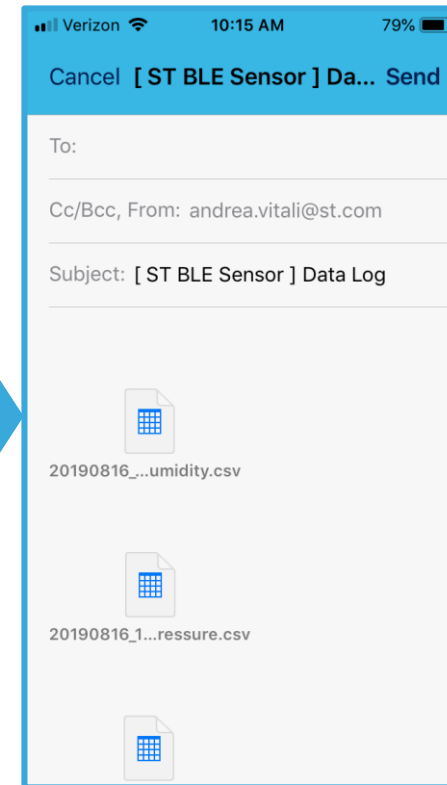 Verizon 10:15 AM 79%
Cancel [ ST BLE Sensor ] Da... Send
To:
Cc/Bcc, From: andrea.vitali@st.com
Subject: [ ST BLE Sensor ] Data Log
20190816_...umidity.csv
20190816_1...ressure.csv